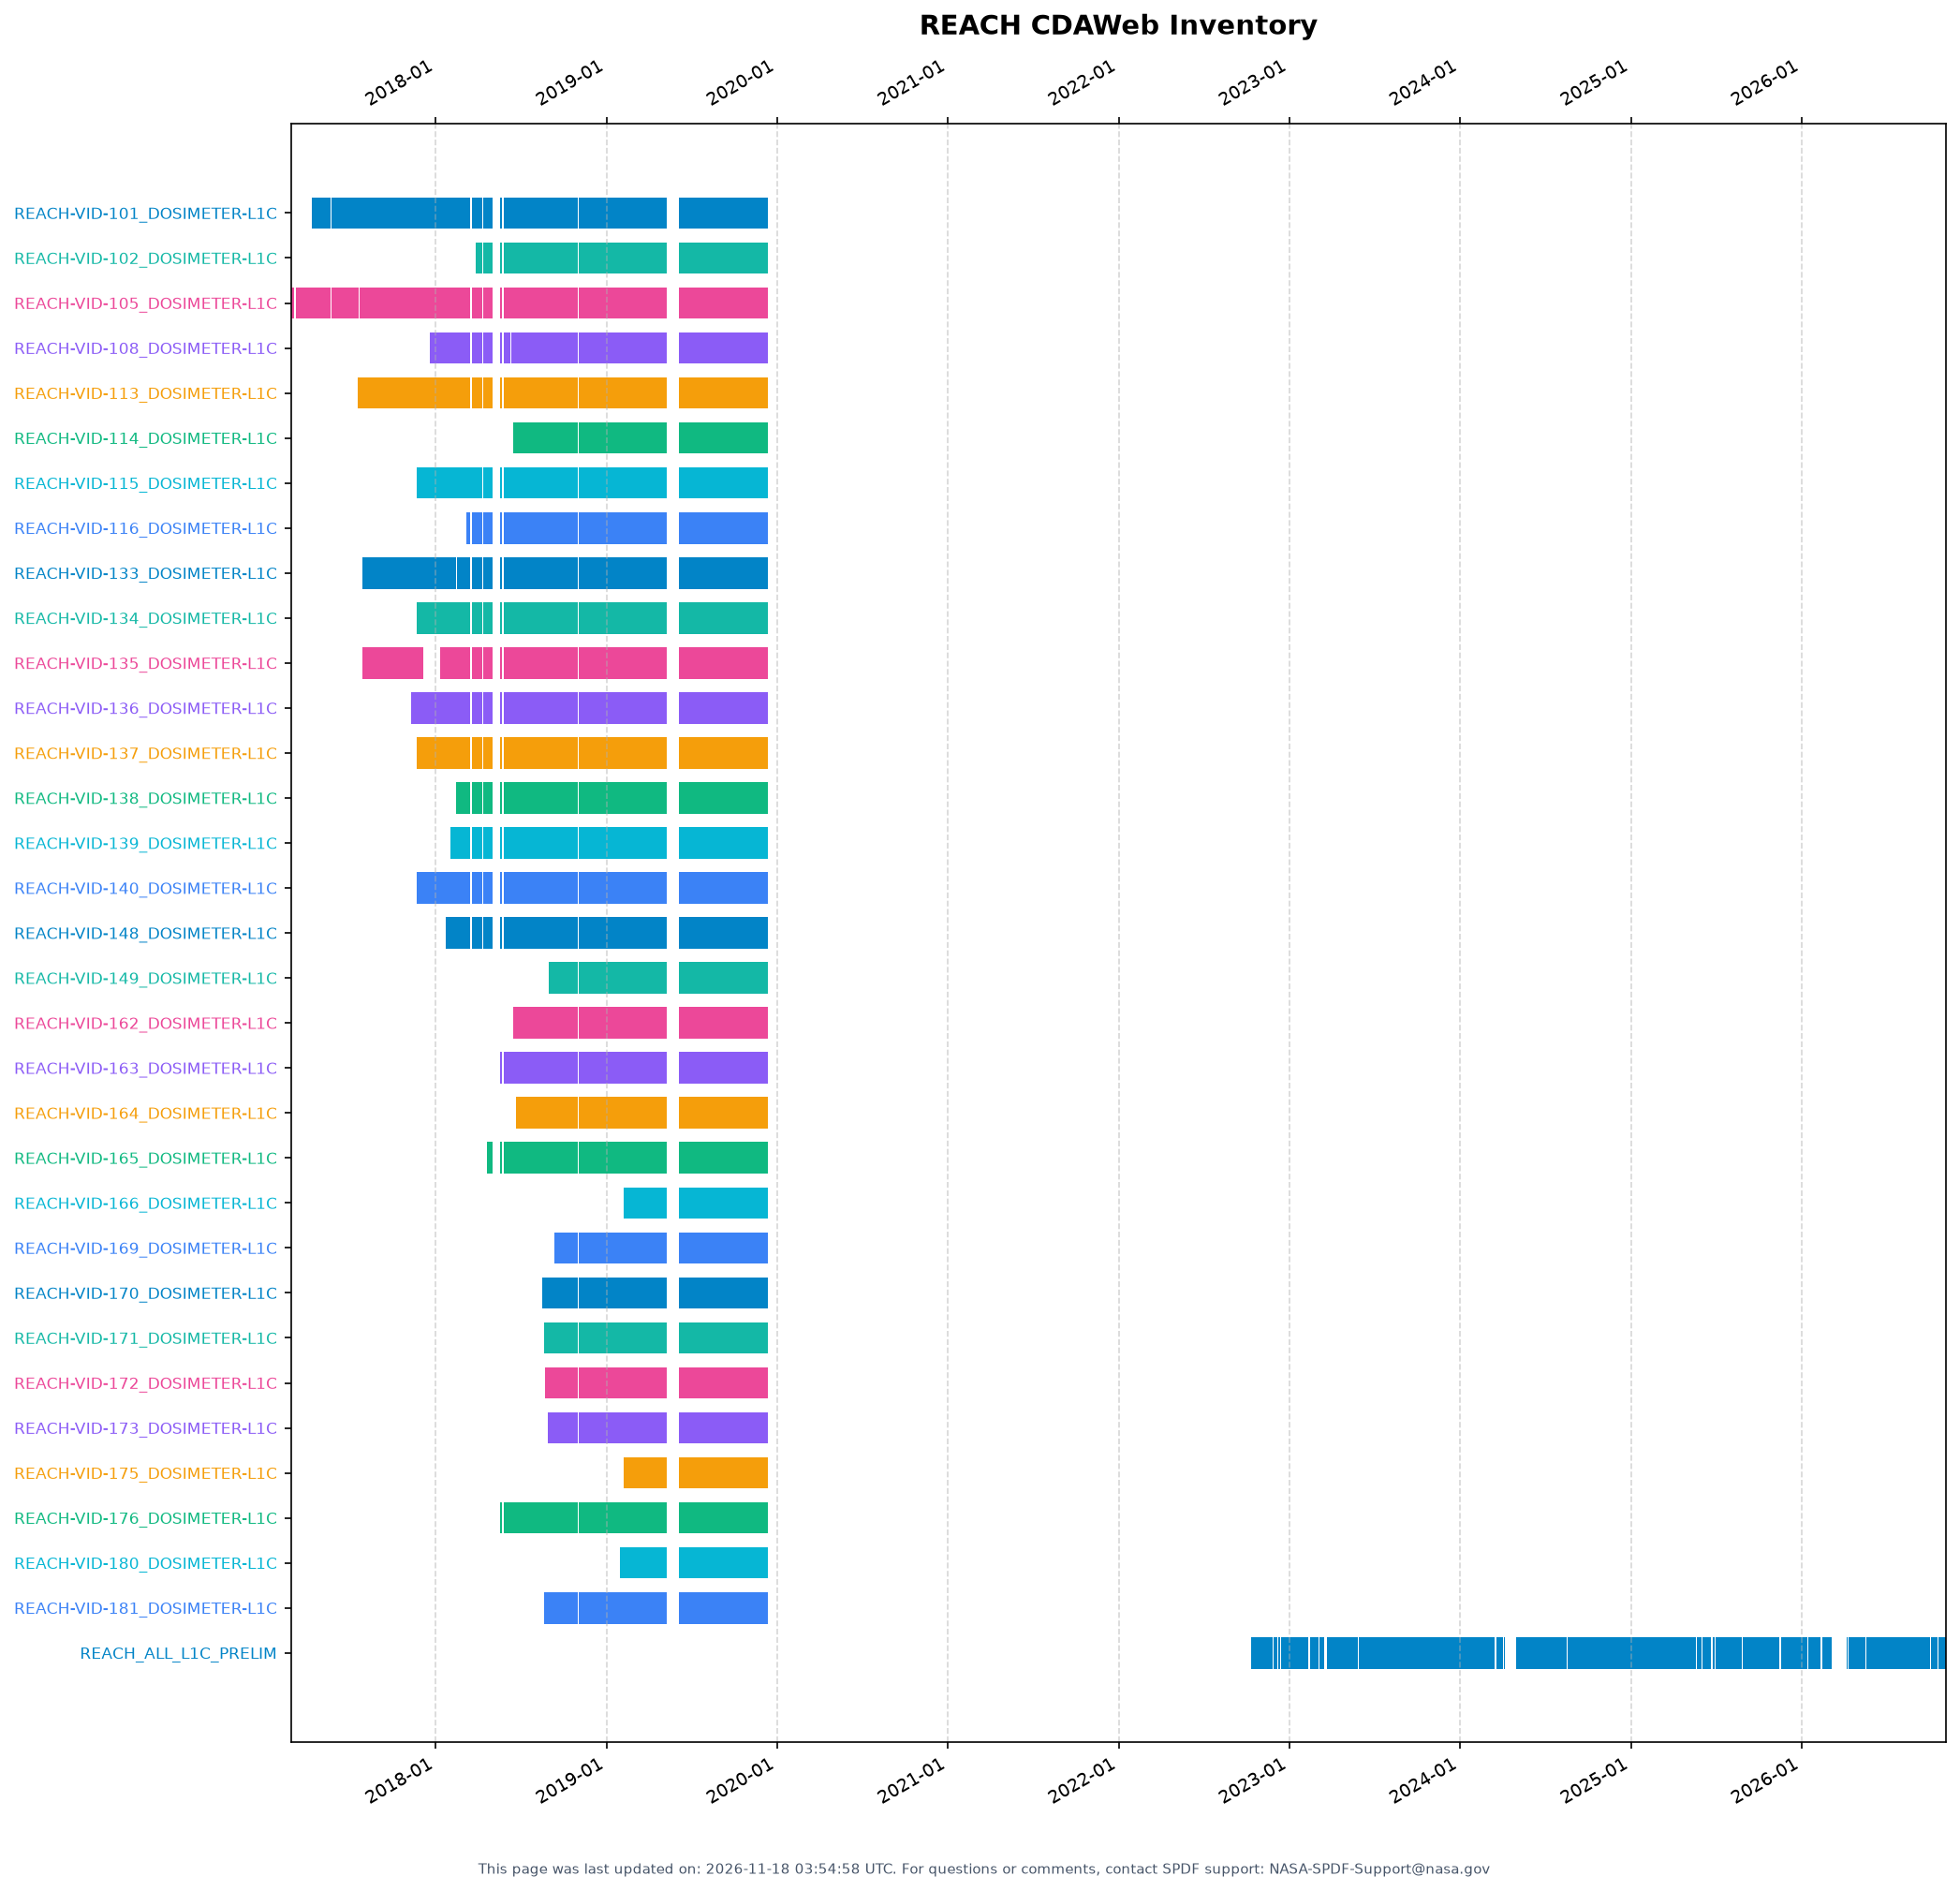 REACH CDAWeb Inventory
2018-01 2019-01 2020-01 2021-01 2022-01 2023-01 2024-01 2025-01 2026-01
REACH-VID-101_DOSIMETER-L1C
REACH-VID-102_DOSIMETER-L1C
REACH-VID-105_DOSIMETER-L1C
REACH-VID-108_DOSIMETER-L1C
REACH-VID-113_DOSIMETER-L1C
REACH-VID-114_DOSIMETER-L1C
REACH-VID-115_DOSIMETER-L1C
REACH-VID-116_DOSIMETER-L1C
REACH-VID-133_DOSIMETER-L1C
REACH-VID-134_DOSIMETER-L1C
REACH-VID-135_DOSIMETER-L1C
REACH-VID-136_DOSIMETER-L1C
REACH-VID-137_DOSIMETER-L1C
REACH-VID-138_DOSIMETER-L1C
REACH-VID-139_DOSIMETER-L1C
REACH-VID-140_DOSIMETER-L1C
REACH-VID-148_DOSIMETER-L1C
REACH-VID-149_DOSIMETER-L1C
REACH-VID-162_DOSIMETER-L1C
REACH-VID-163_DOSIMETER-L1C
REACH-VID-164_DOSIMETER-L1C
REACH-VID-165_DOSIMETER-L1C
REACH-VID-166_DOSIMETER-L1C
REACH-VID-169_DOSIMETER-L1C
REACH-VID-170_DOSIMETER-L1C
REACH-VID-171_DOSIMETER-L1C
REACH-VID-172_DOSIMETER-L1C
REACH-VID-173_DOSIMETER-L1C
REACH-VID-175_DOSIMETER-L1C
REACH-VID-176_DOSIMETER-L1C
REACH-VID-180_DOSIMETER-L1C
REACH-VID-181_DOSIMETER-L1C
REACH_ALL_L1C_PRELIM
2018-01 2019-01 2020-01 2021-01 2022-01 2023-01 2024-01 2025-01 2026-01
This page was last updated on: 2026-11-18 03:54:58 UTC. For questions or comments, contact SPDF support: NASA-SPDF-Support@nasa.gov